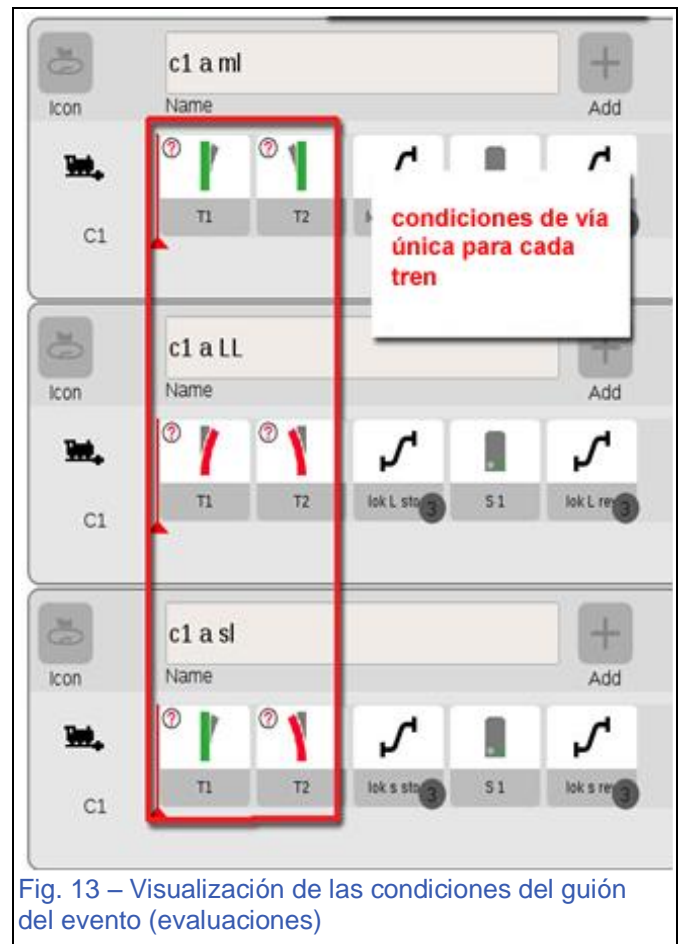 c1 a ml
Icon Name Add
T1 T2
C1
condiciones de vía
única para cada
tren
c1 a LL
Icon Name Add
T1 T2 lok L sto 3 S 1 lok L re 3
C1
c1 a sl
Icon Name Add
T1 T2 lok s sto 3 S 1 lok s re 3
C1
Fig. 13 – Visualización de las condiciones del guión
del evento (evaluaciones)